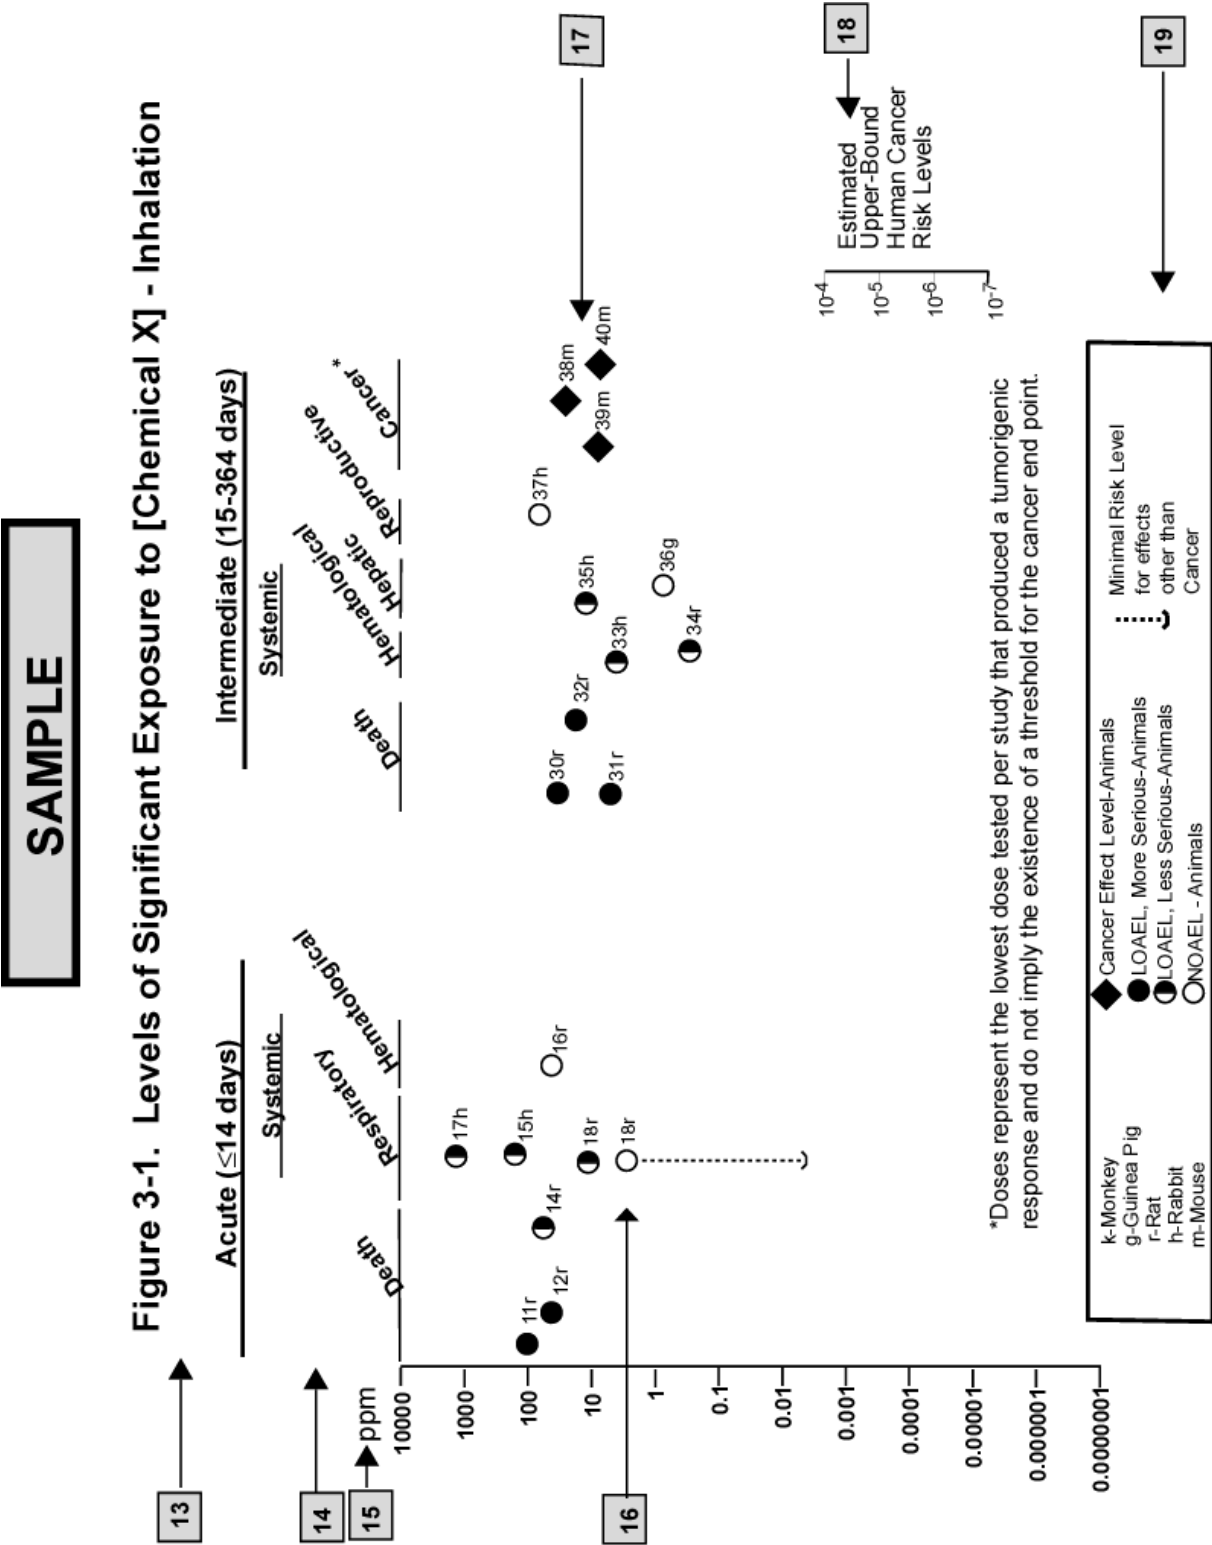 SAMPLE
Figure 3-1. Levels of Significant Exposure to [Chemical X] - Inhalation
13
Acute (≤14 days)
Intermediate (15-364 days)
14
Systemic
Systemic
15
ppm
Death
Respiratory
Hematological
Death
Hematological
Hepatic
Reproductive
Cancer *
10000
1000
100
10
1
0.1
0.01
0.001
0.0001
0.00001
0.000001
0.0000001
17h
15h
11r
12r
14r
16r
18r
18r
30r
31r
32r
33h
34r
35h
36g
37h
38m
39m
40m
16
17
18
Estimated
Upper-Bound
Human Cancer
Risk Levels
10-4
10-5
10-6
10-7
*Doses represent the lowest dose tested per study that produced a tumorigenic
response and do not imply the existence of a threshold for the cancer end point.
19
k-Monkey
g-Guinea Pig
r-Rat
h-Rabbit
m-Mouse
Cancer Effect Level-Animals
LOAEL, More Serious-Animals
LOAEL, Less Serious-Animals
NOAEL - Animals
Minimal Risk Level
for effects
other than
Cancer